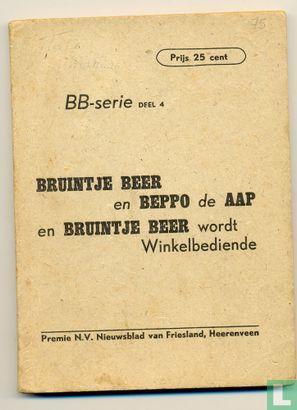 75
Prijs 25 cent
BB-serie DEEL 4
BRUINTJE BEER
en BEPPO de AAP
en BRUINTJE BEER wordt
Winkelbediende
Premie N.V. Nieuwsblad van Friesland, Heerenveen